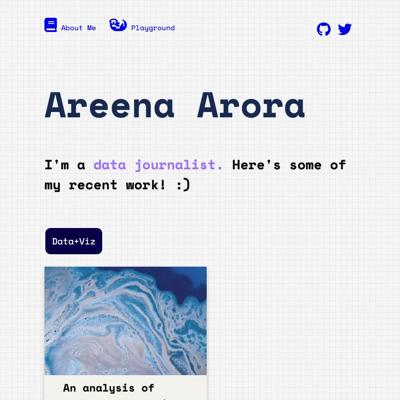 About Me Playground
Areena Arora
I'm a data journalist. Here's some of
my recent work! :)
Data+Viz
An analysis of